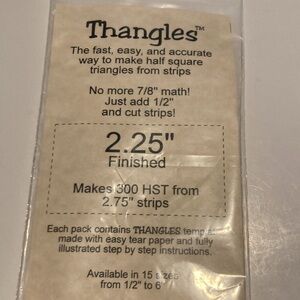 Thangles™
The fast, easy, and accurate
way to make half square
triangles from strips
No more 7/8" math!
Just add 1/2"
and cut strips!
2.25"
Finished
Makes 300 HST from
2.75" strips
Each pack contains THANGLES
made with easy tear paper and fully
illustrated step by step instructions.
Available in 15 sizes
from 1/2" to 6"